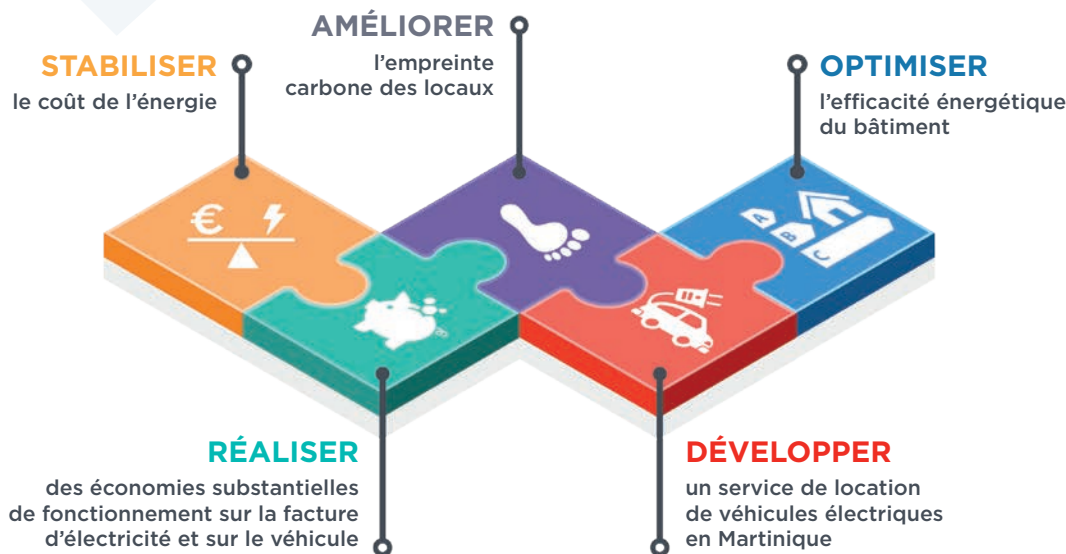 STABILISER
le coût de l'énergie
AMÉLIORER
l'empreinte
carbone des locaux
OPTIMISER
l'efficacité énergétique
du bâtiment
€
A
B
C
RÉALISER
des économies substantielles
de fonctionnement sur la facture
d'électricité et sur le véhicule
DÉVELOPPER
un service de location
de véhicules électriques
en Martinique